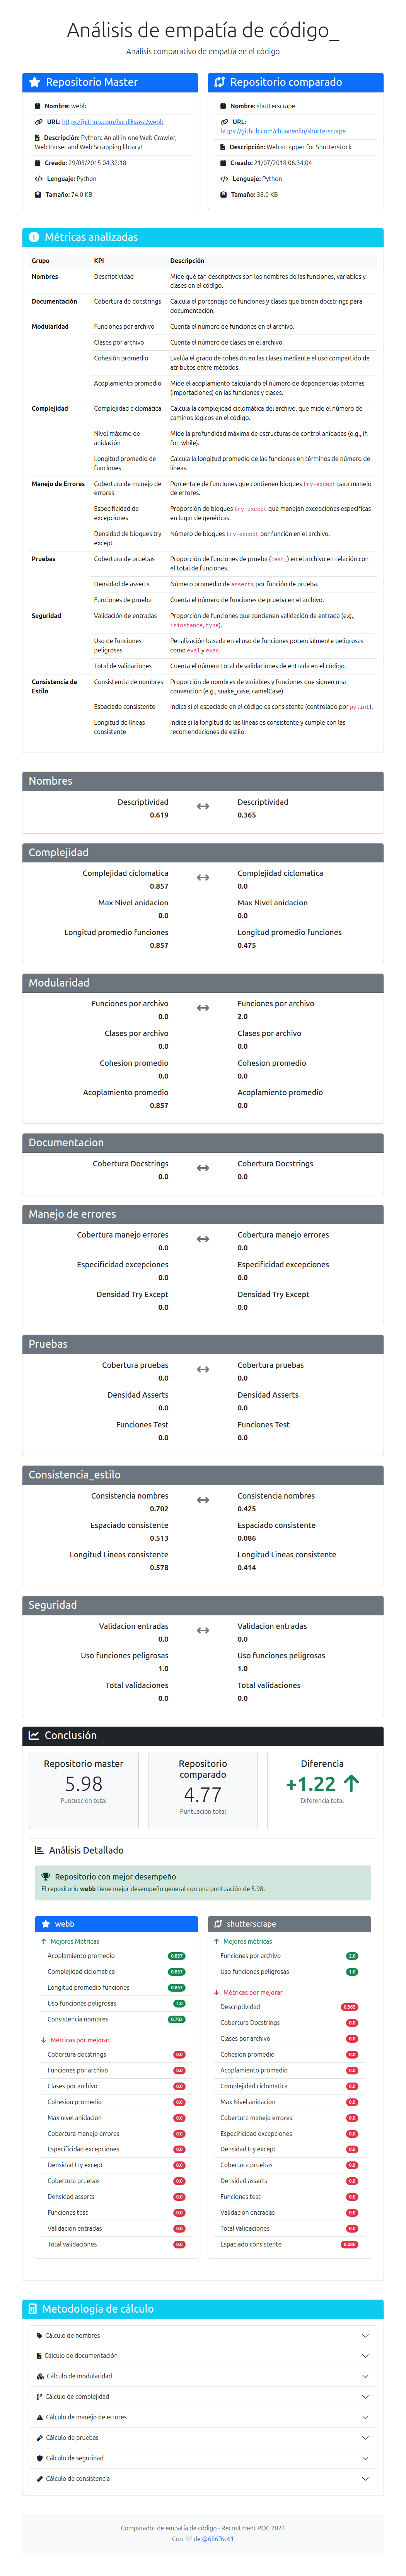 Análisis de empatía de código_
Análisis comparativo de empatía en el código
Repositorio Master
Nombre: webb
URL: https://github.com/hardikvasa/webb
Descripción: Python: An all-in-one Web Crawler,
Web Parser and Web Scrapping library!
Creado: 29/03/2015 04:32:18
Lenguaje: Python
Tamaño: 74.0 KB
Repositorio comparado
Nombre: shutterscrape
URL:
https://github.com/chuanenlin/shutterscrape
Descripción: Web scrapper for Shutterstock
Creado: 21/07/2018 06:34:04
Lenguaje: Python
Tamaño: 38.0 KB
Métricas analizadas
Grupo KPI Descripción
Nombres Descriptividad Mide qué tan descriptivos son los nombres de las funciones, variables y
clases en el código.
Documentación Cobertura de docstrings Calcula el porcentaje de funciones y clases que tienen docstrings para
documentación.
Modularidad Funciones por archivo Cuenta el número de funciones en el archivo.
Clases por archivo Cuenta el número de clases en el archivo.
Cohesión promedio Evalúa el grado de cohesión en las clases mediante el uso compartido de
atributos entre métodos.
Acoplamiento promedio Mide el acoplamiento calculando el número de dependencias externas
(importaciones) en las funciones y clases.
Complejidad Complejidad ciclomática Calcula la complejidad ciclomática del archivo, que mide el número de
caminos lógicos en el código.
Nivel máximo de
anidación
Mide la profundidad máxima de estructuras de control anidadas (e.g., if,
for, while).
Longitud promedio de
funciones
Calcula la longitud promedio de las funciones en términos de número de
líneas.
Manejo de Errores Cobertura de manejo de
errores
Porcentaje de funciones que contienen bloques try-except para manejo
de errores.
Especificidad de
excepciones
Proporción de bloques try-except que manejan excepciones específicas
en lugar de genéricas.
Densidad de bloques try-
except
Número de bloques try-except por función en el archivo.
Pruebas Cobertura de pruebas Proporción de funciones de prueba (test_) en el archivo en relación con
el total de funciones.
Densidad de asserts Número promedio de asserts por función de prueba.
Funciones de prueba Cuenta el número de funciones de prueba en el archivo.
Seguridad Validación de entradas Proporción de funciones que contienen validación de entrada (e.g.,
isinstance, type).
Uso de funciones
peligrosas
Penalización basada en el uso de funciones potencialmente peligrosas
como eval y exec.
Total de validaciones Cuenta el número total de validaciones de entrada en el código.
Consistencia de
Estilo
Consistencia de nombres Proporción de nombres de variables y funciones que siguen una
convención (e.g., snake_case, camelCase).
Espaciado consistente Indica si el espaciado en el código es consistente (controlado por pylint).
Longitud de líneas
consistente
Indica si la longitud de las líneas es consistente y cumple con las
recomendaciones de estilo.
Nombres
Descriptividad Descriptividad
0.619 0.365
Complejidad
Complejidad ciclomatica Complejidad ciclomatica
0.857 0.0
Max Nivel anidacion Max Nivel anidacion
0.0 0.0
Longitud promedio funciones Longitud promedio funciones
0.857 0.475
Modularidad
Funciones por archivo Funciones por archivo
0.0 2.0
Clases por archivo Clases por archivo
0.0 0.0
Cohesion promedio Cohesion promedio
0.0 0.0
Acoplamiento promedio Acoplamiento promedio
0.857 0.0
Documentacion
Cobertura Docstrings Cobertura Docstrings
0.0 0.0
Manejo de errores
Cobertura manejo errores Cobertura manejo errores
0.0 0.0
Especificidad excepciones Especificidad excepciones
0.0 0.0
Densidad Try Except Densidad Try Except
0.0 0.0
Pruebas
Cobertura pruebas Cobertura pruebas
0.0 0.0
Densidad Asserts Densidad Asserts
0.0 0.0
Funciones Test Funciones Test
0.0 0.0
Consistencia_estilo
Consistencia nombres Consistencia nombres
0.702 0.425
Espaciado consistente Espaciado consistente
0.513 0.086
Longitud Lineas consistente Longitud Lineas consistente
0.578 0.414
Seguridad
Validacion entradas Validacion entradas
0.0 0.0
Uso funciones peligrosas Uso funciones peligrosas
1.0 1.0
Total validaciones Total validaciones
0.0 0.0
Conclusión
Repositorio master
5.98
Puntuación total
Repositorio
comparado
4.77
Puntuación total
Diferencia
+1.22
Diferencia total
Análisis Detallado
Repositorio con mejor desempeño
El repositorio webb tiene mejor desempeño general con una puntuación de 5.98.
webb
Mejores Métricas
Acoplamiento promedio 0.857
Complejidad ciclomatica 0.857
Longitud promedio funciones 0.857
Uso funciones peligrosas 1.0
Consistencia nombres 0.702
Métricas por mejorar
Cobertura docstrings 0.0
Funciones por archivo 0.0
Clases por archivo 0.0
Cohesion promedio 0.0
Max nivel anidacion 0.0
Cobertura manejo errores 0.0
Especificidad excepciones 0.0
Densidad try except 0.0
Cobertura pruebas 0.0
Densidad asserts 0.0
Funciones test 0.0
Validacion entradas 0.0
Total validaciones 0.0
shutterscrape
Mejores métricas
Funciones por archivo 2.0
Uso funciones peligrosas 1.0
Métricas por mejorar
Descriptividad 0.365
Cobertura Docstrings 0.0
Clases por archivo 0.0
Cohesion promedio 0.0
Acoplamiento promedio 0.0
Complejidad ciclomatica 0.0
Max Nivel anidacion 0.0
Cobertura manejo errores 0.0
Especificidad excepciones 0.0
Densidad try except 0.0
Cobertura pruebas 0.0
Densidad asserts 0.0
Funciones test 0.0
Validacion entradas 0.0
Total validaciones 0.0
Espaciado consistente 0.086
Metodología de cálculo
Cálculo de nombres
Cálculo de documentación
Cálculo de modularidad
Cálculo de complejidad
Cálculo de manejo de errores
Cálculo de pruebas
Cálculo de seguridad
Cálculo de consistencia
Comparador de empatía de código - Recruitment POC 2024
Con 🤍 de @686f6c61